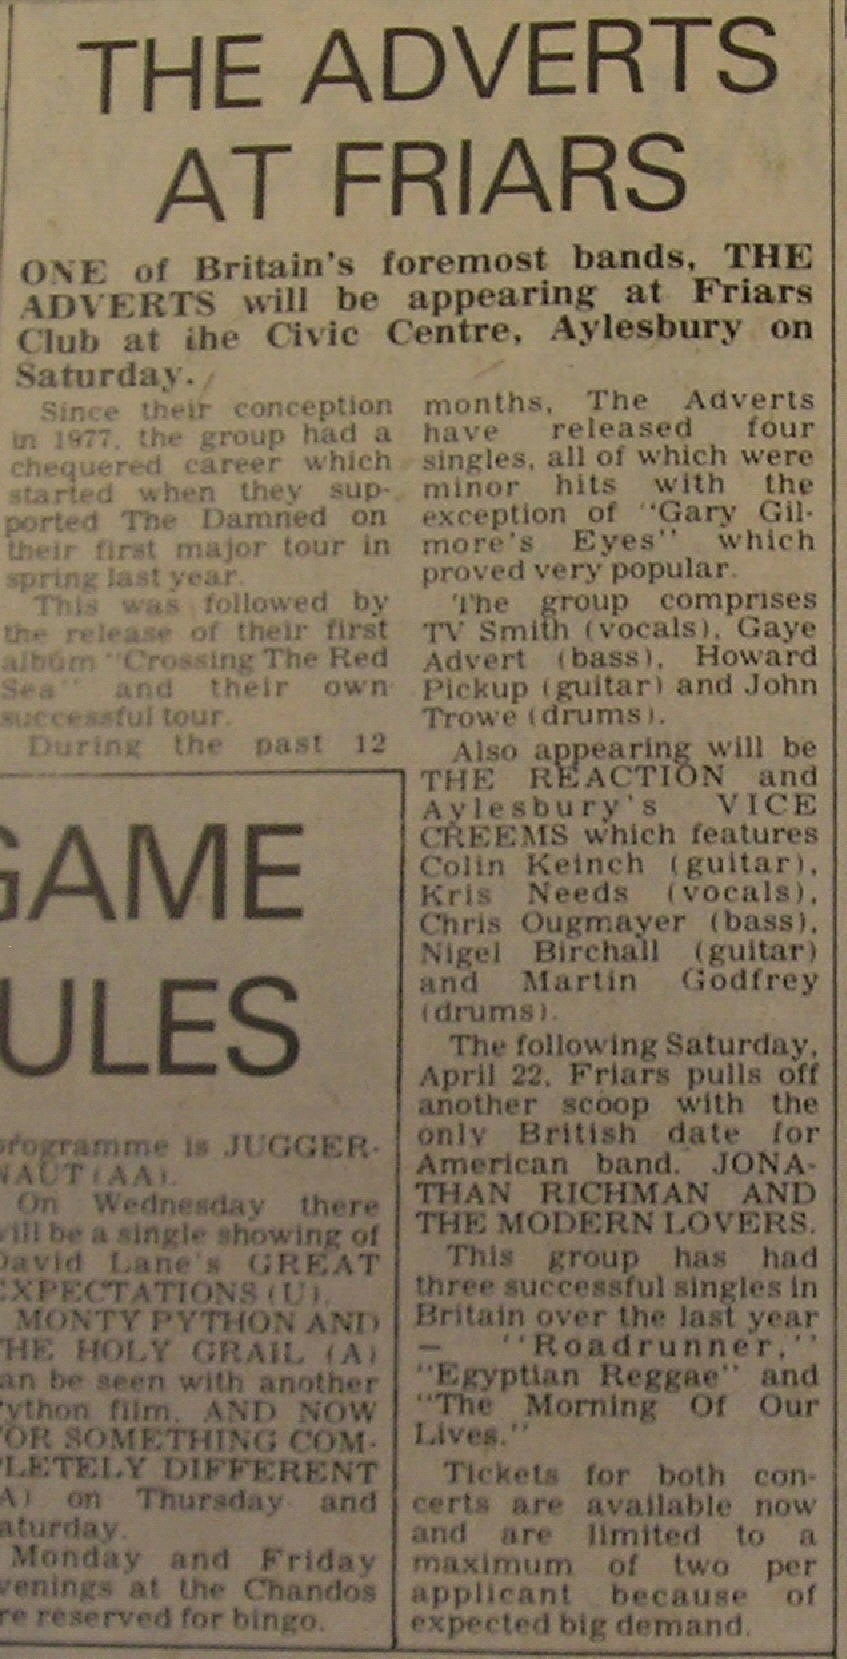 THE ADVERTS
AT FRIARS
ONE of Britain's foremost bands, THE
ADVERTS will be appearing at Friars
Club at the Civic Centre, Aylesbury on
Saturday.
Since their conception
in 1977, the group had a
chequered career which
started when they sup-
ported The Damned on
their first major tour in
spring last year.
This was followed by
the release of their first
album "Crossing The Red
Sea" and their own
successful tour.
During the past 12
months, The Adverts
have released four
singles, all of which were
minor hits with the
exception of "Gary Gil-
more's Eyes" which
proved very popular.
The group comprises
TV Smith (vocals), Gaye
Advert (bass), Howard
Pickup (guitar) and John
Trowe (drums).
Also appearing will be
THE REACTION and
Aylesbury's VICE
CREEMS which features
Colin Keinch (guitar),
Kris Needs (vocals),
Chris Ougmayer (bass),
Nigel Birchall (guitar)
and Martin Godfrey
(drums).
The following Saturday,
April 22, Friars pulls off
another scoop with the
only British date for
American band, JONA-
THAN RICHMAN AND
THE MODERN LOVERS.
This group has had
three successful singles in
Britain over the last year
— "Roadrunner,"
"Egyptian Reggae" and
"The Morning Of Our
Lives."
Tickets for both con-
certs are available now
and are limited to a
maximum of two per
applicant because of
expected big demand.
GAME
ULES
programme is JUGGER-
NAUT (AA).
On Wednesday there
will be a single showing of
David Lane's GREAT
EXPECTATIONS (U).
MONTY PYTHON AND
THE HOLY GRAIL (A)
can be seen with another
Python film, AND NOW
FOR SOMETHING COM-
PLETELY DIFFERENT
(A) on Thursday and
Saturday.
Monday and Friday
evenings at the Chandos
are reserved for bingo.